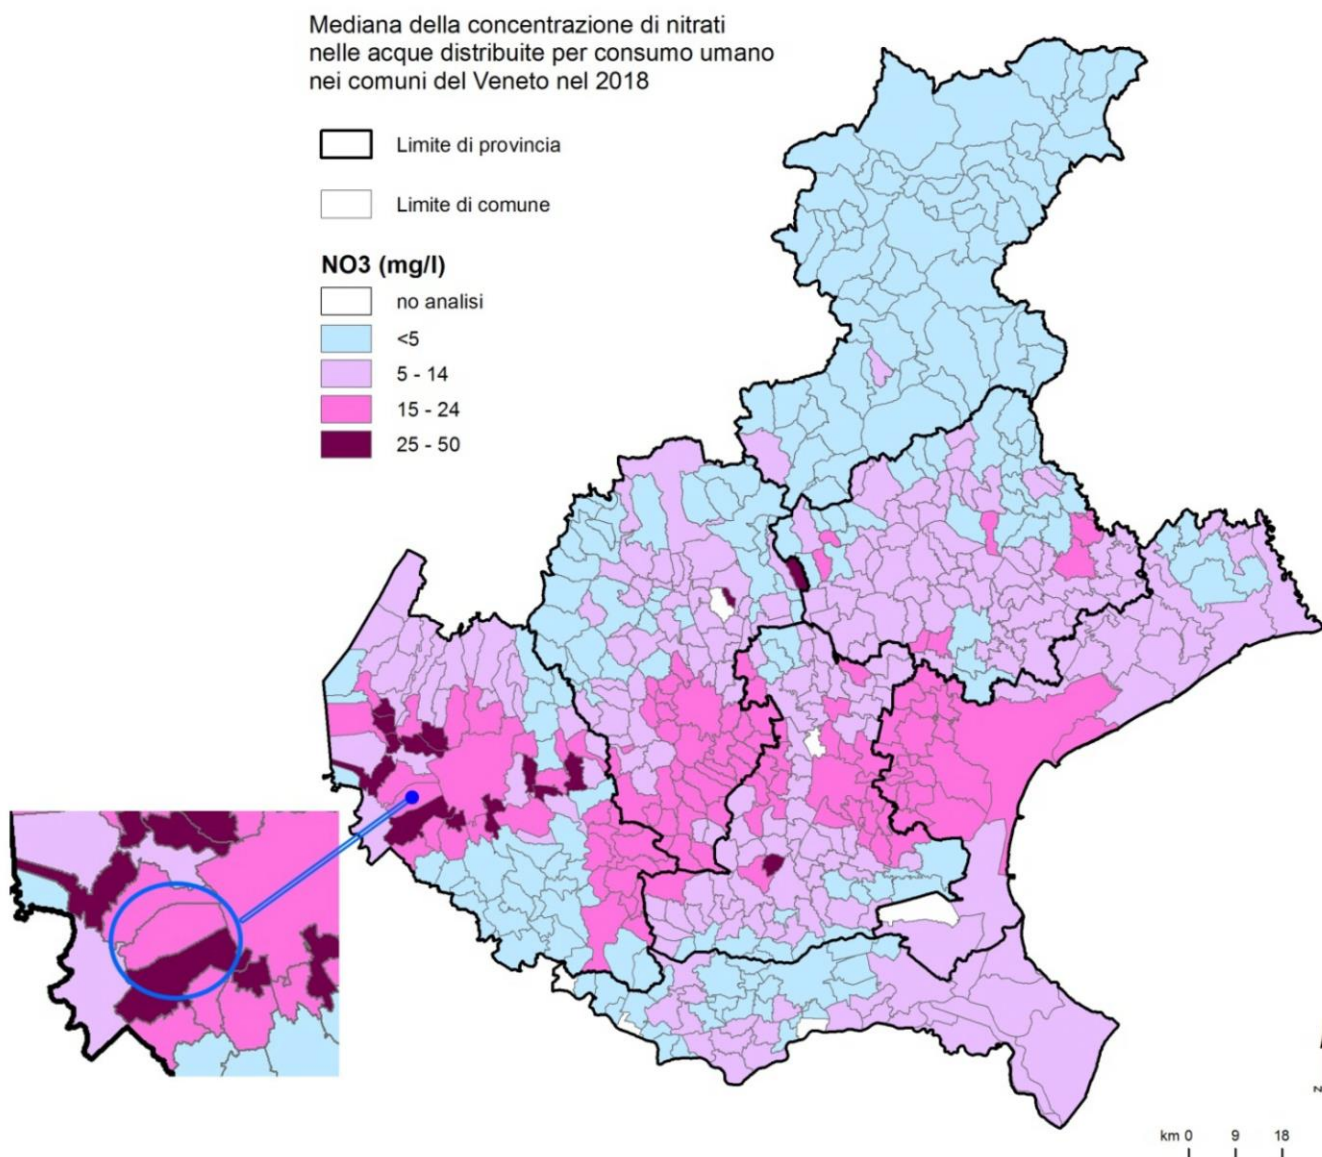 Mediana della concentrazione di nitrati
nelle acque distribuite per consumo umano
nei comuni del Veneto nel 2018
Limite di provincia
Limite di comune
NO3 (mg/l)
no analisi
<5
5 - 14
15 - 24
25 - 50
km 0 9 18